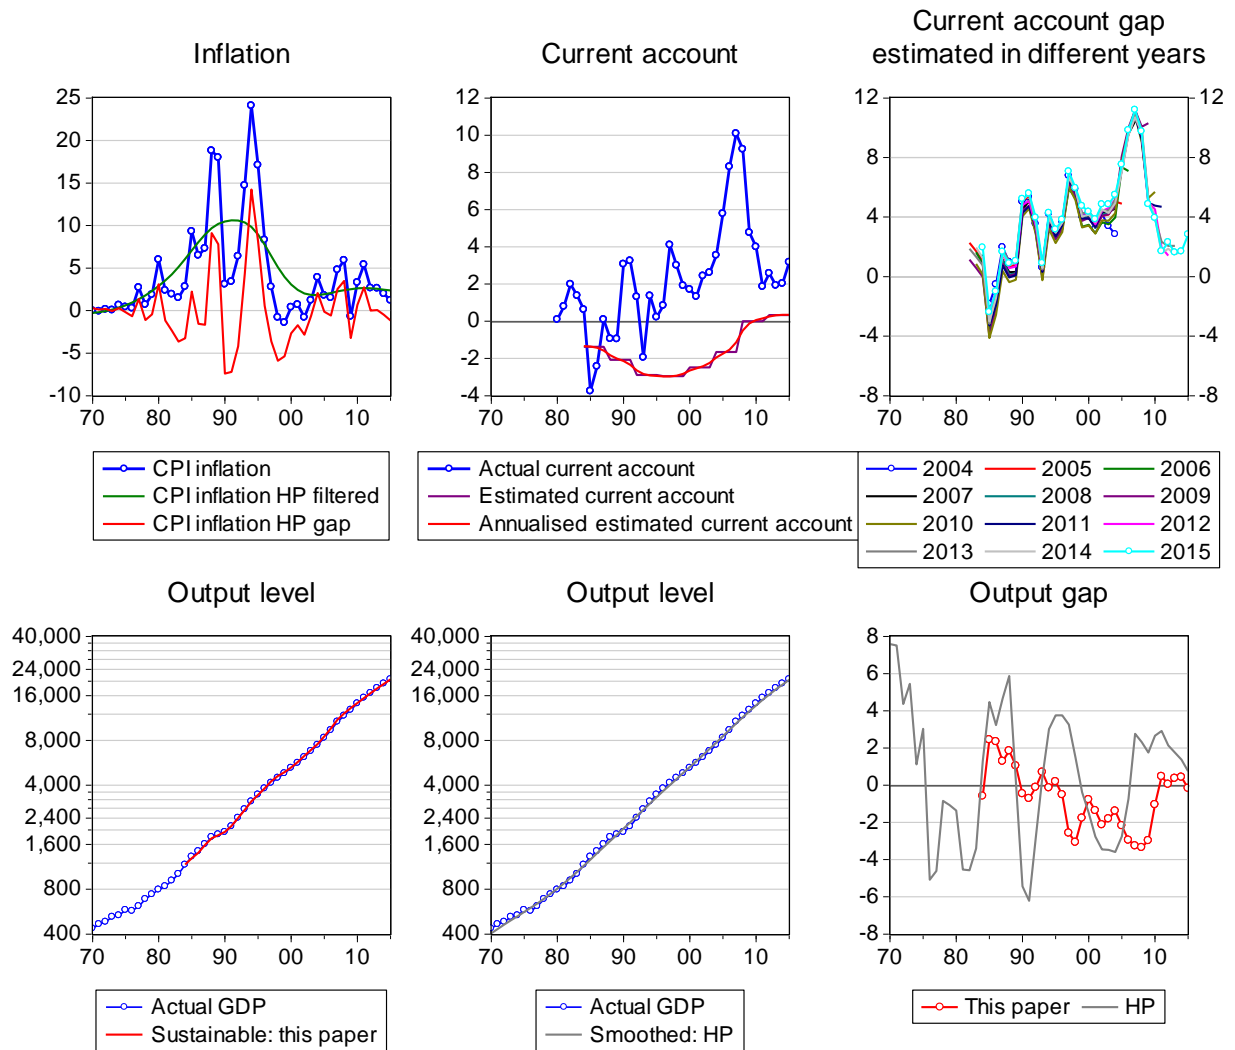 Inflation
25
20
15
10
5
0
-5
-10
70 80 90 00 10
CPI inflation
CPI inflation HP filtered
CPI inflation HP gap
Current account
12
10
8
6
4
2
0
-2
-4
70 80 90 00 10
Actual current account
Estimated current account
Annualised estimated current account
Current account gap
estimated in different years
12 12
8 8
4 4
0 0
-4 -4
-8 -8
70 80 90 00 10
2004 2005 2006
2007 2008 2009
2010 2011 2012
2013 2014 2015
Output level
40,000
24,000
16,000
8,000
4,000
2,400
1,600
800
400
70 80 90 00 10
Actual GDP
Sustainable: this paper
Output level
40,000
24,000
16,000
8,000
4,000
2,400
1,600
800
400
70 80 90 00 10
Actual GDP
Smoothed: HP
Output gap
8
6
4
2
0
-2
-4
-6
-8
70 80 90 00 10
This paper HP